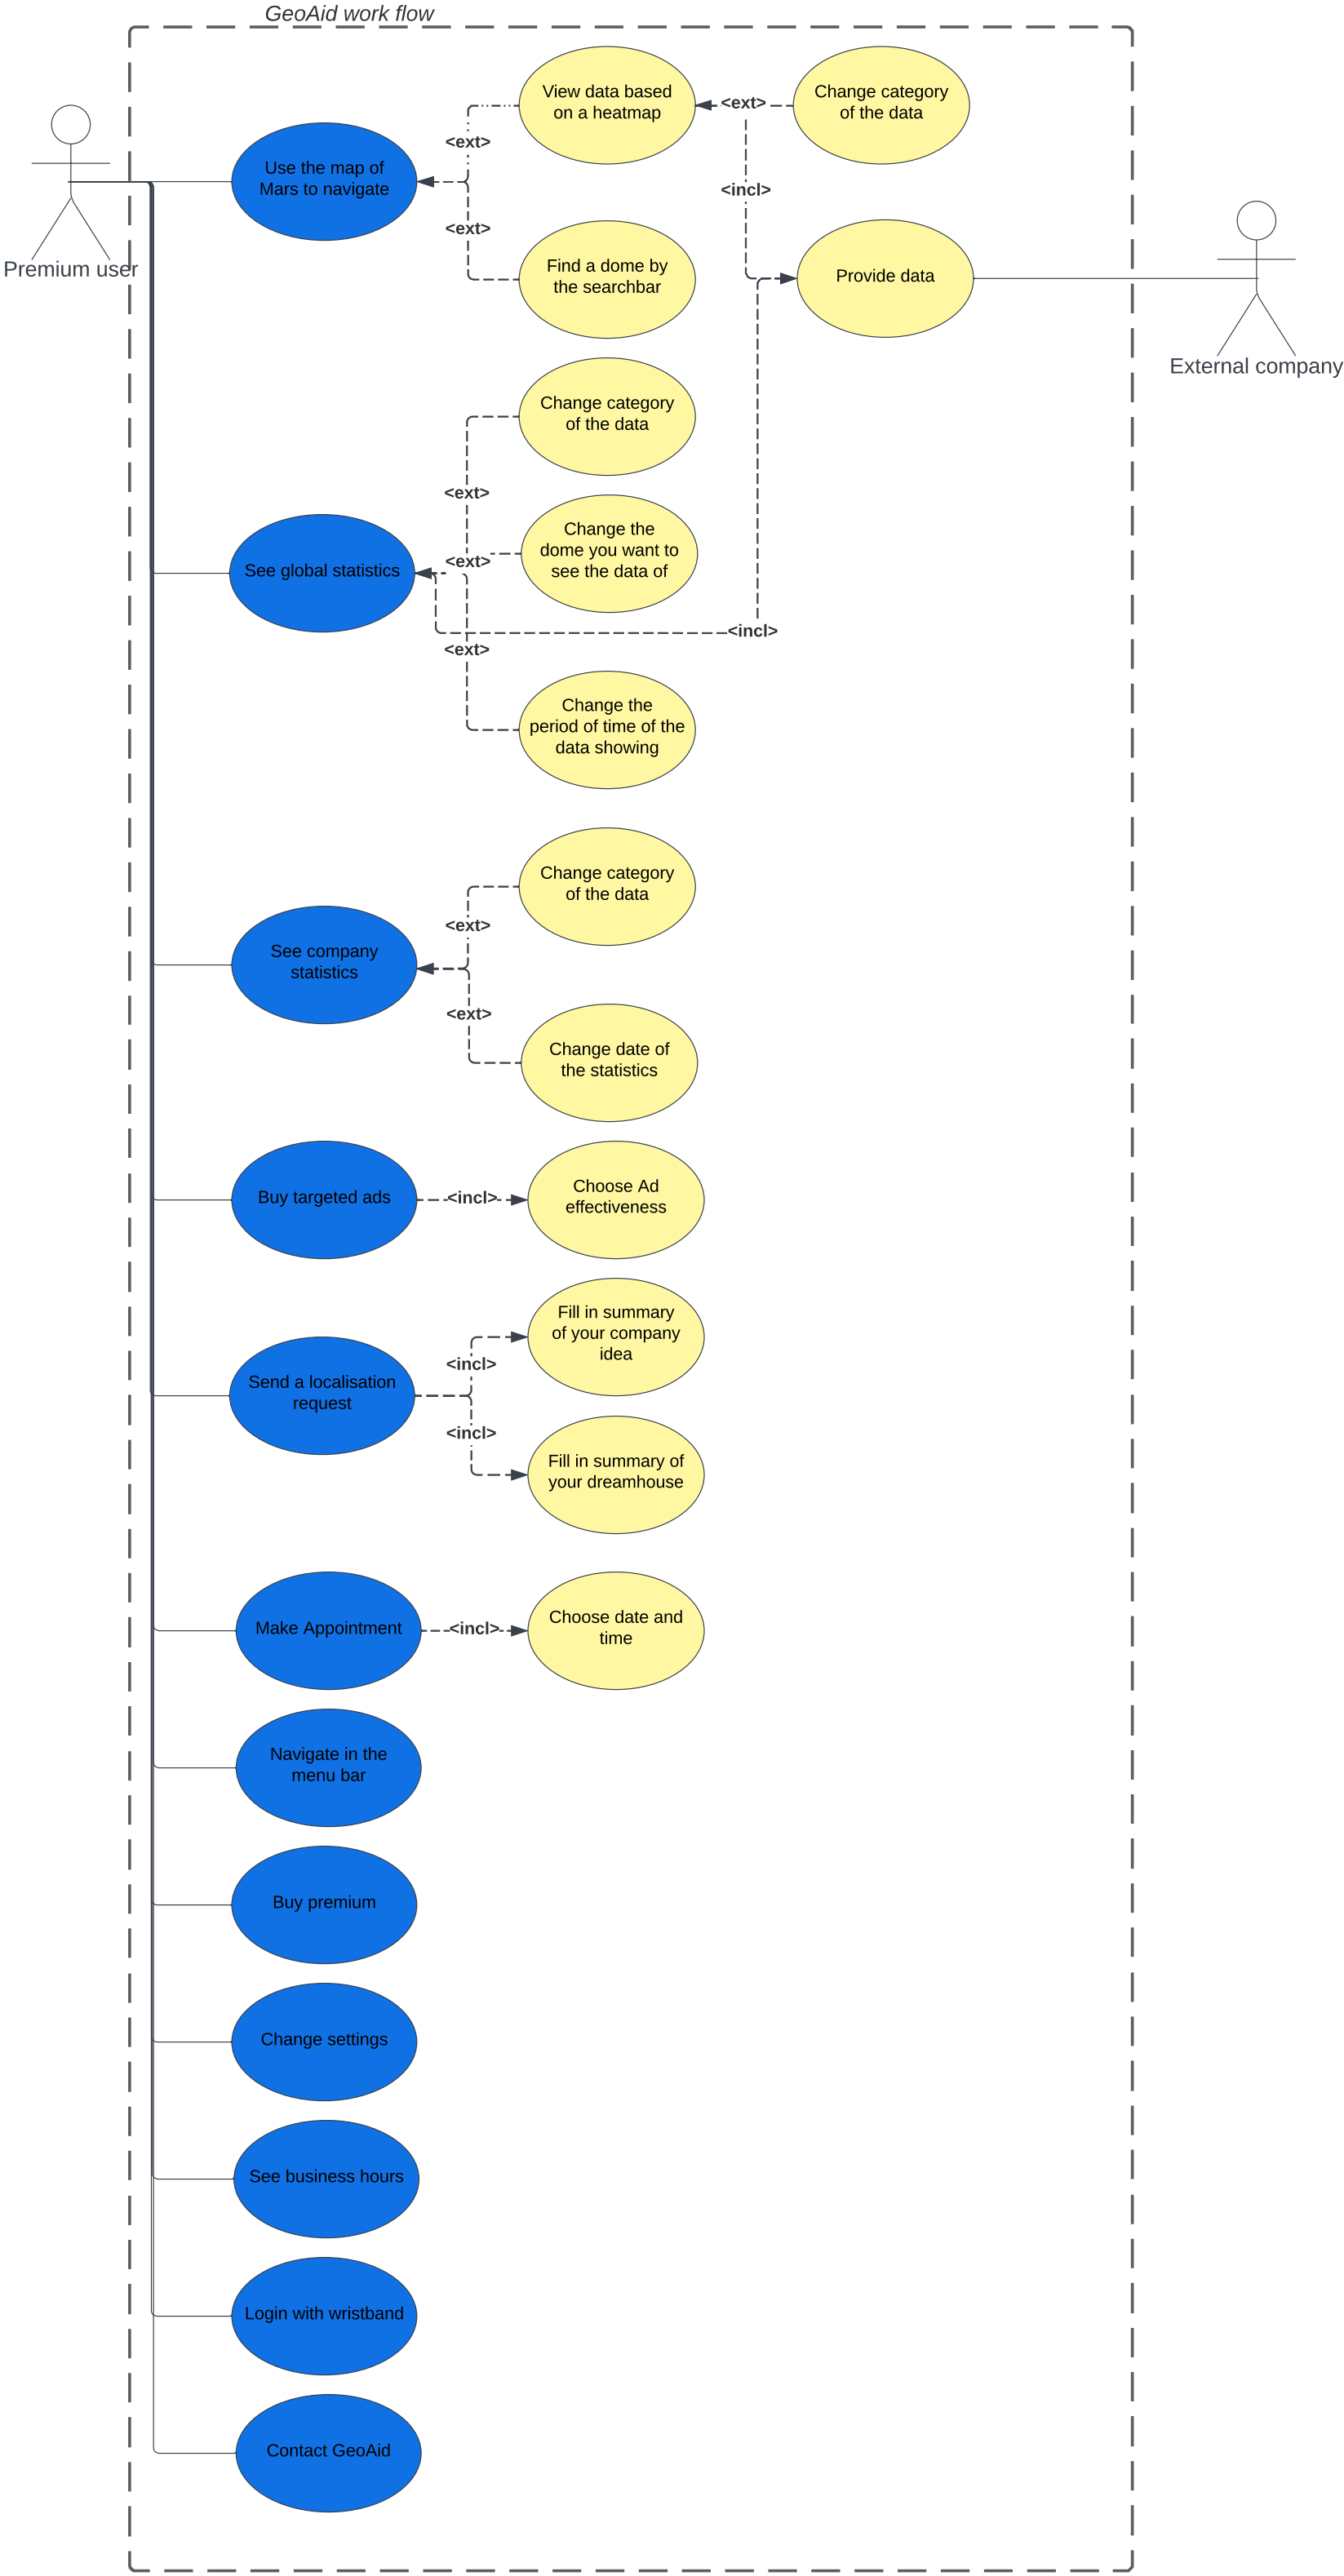 GeoAid work flow
Premium user
External company
Use the map of
Mars to navigate
<ext>
<ext>
View data based
on a heatmap
<ext>
Change category
of the data
<incl>
Find a dome by
the searchbar
Provide data
See global statistics
<ext>
<ext>
<ext>
<incl>
Change category
of the data
Change the
dome you want to
see the data of
Change the
period of time of the
data showing
See company
statistics
<ext>
<ext>
Change category
of the data
Change date of
the statistics
Buy targeted ads
<incl>
Choose Ad
effectiveness
Send a localisation
request
<incl>
<incl>
Fill in summary
of your company
idea
Fill in summary of
your dreamhouse
Make Appointment
<incl>
Choose date and
time
Navigate in the
menu bar
Buy premium
Change settings
See business hours
Login with wristband
Contact GeoAid